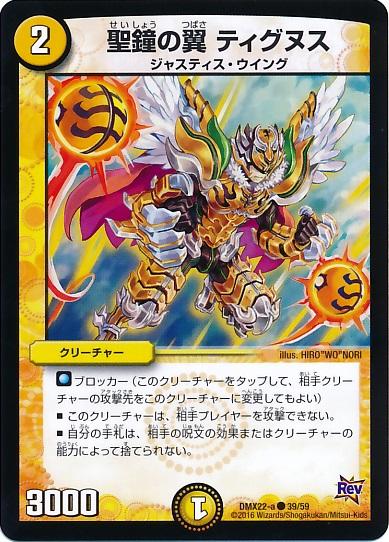 2
せいしょう つばさ
聖鐘の翼 ティグヌス
ジャスティス・ウイング
illus. HIRO"WO"NORI
クリーチャー
ブロッカー(このクリーチャーをタップして、相手クリーチャーの攻撃先をこのクリーチャーに変更してもよい)
■ このクリーチャーは、相手プレイヤーを攻撃できない。
■ 自分の手札は、相手の呪文の効果またはクリーチャーの能力によって捨てられない。
Rev
3000
1
DMX22-a ● 39/59
©2016 Wizards/Shogakukan/Mitsui-Kids